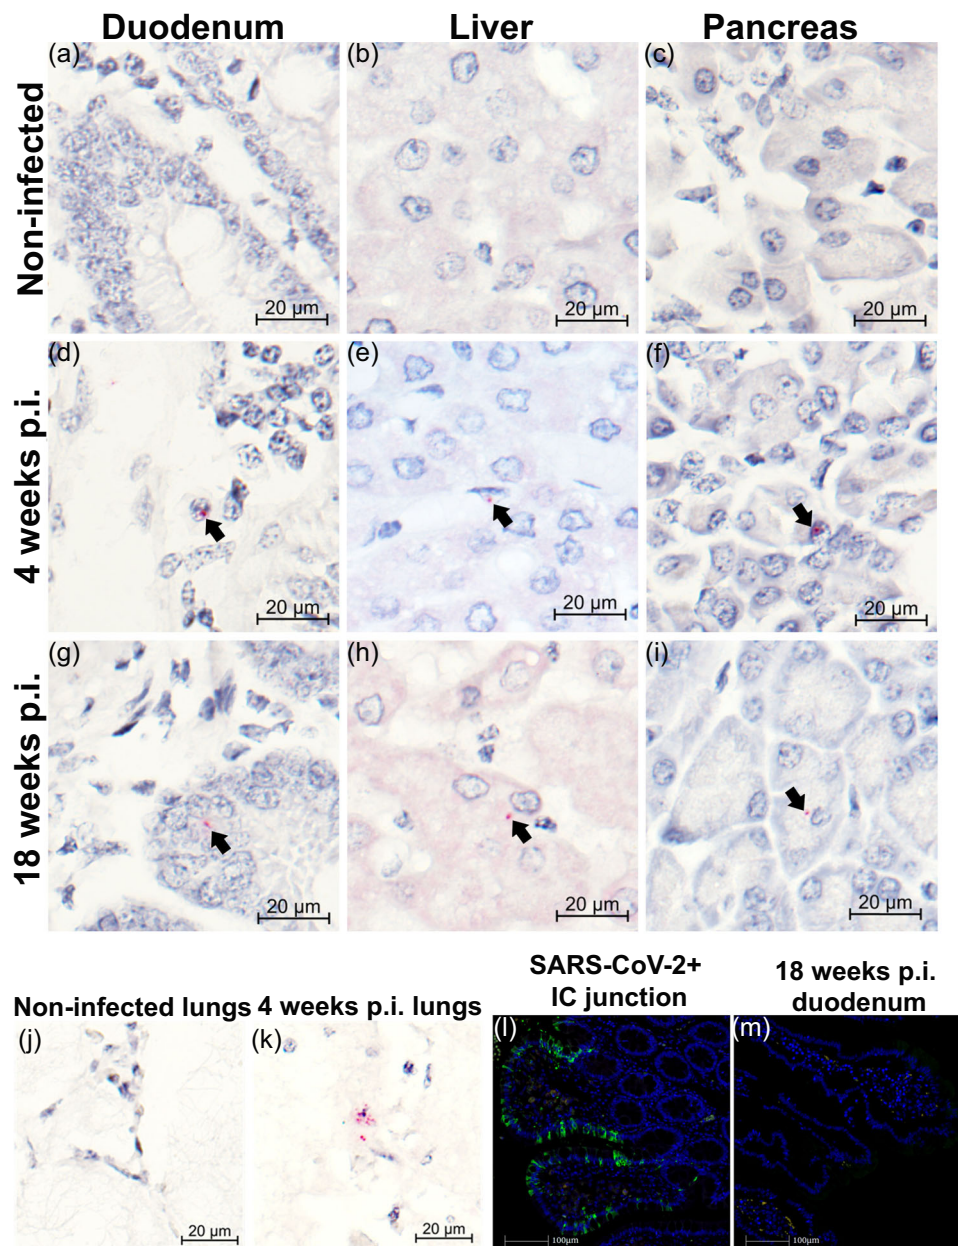 Duodenum Liver Pancreas
Non-infected
(a) (b) (c)
20 µm 20 µm 20 µm
4 weeks p.i.
(d) (e) (f)
20 µm 20 µm 20 µm
18 weeks p.i.
(g) (h) (i)
20 µm 20 µm 20 µm
Non-infected lungs
(j)
20 µm
4 weeks p.i. lungs
(k)
20 µm
SARS-CoV-2+
IC junction
(l)
100µm
18 weeks p.i.
duodenum
(m)
100µm